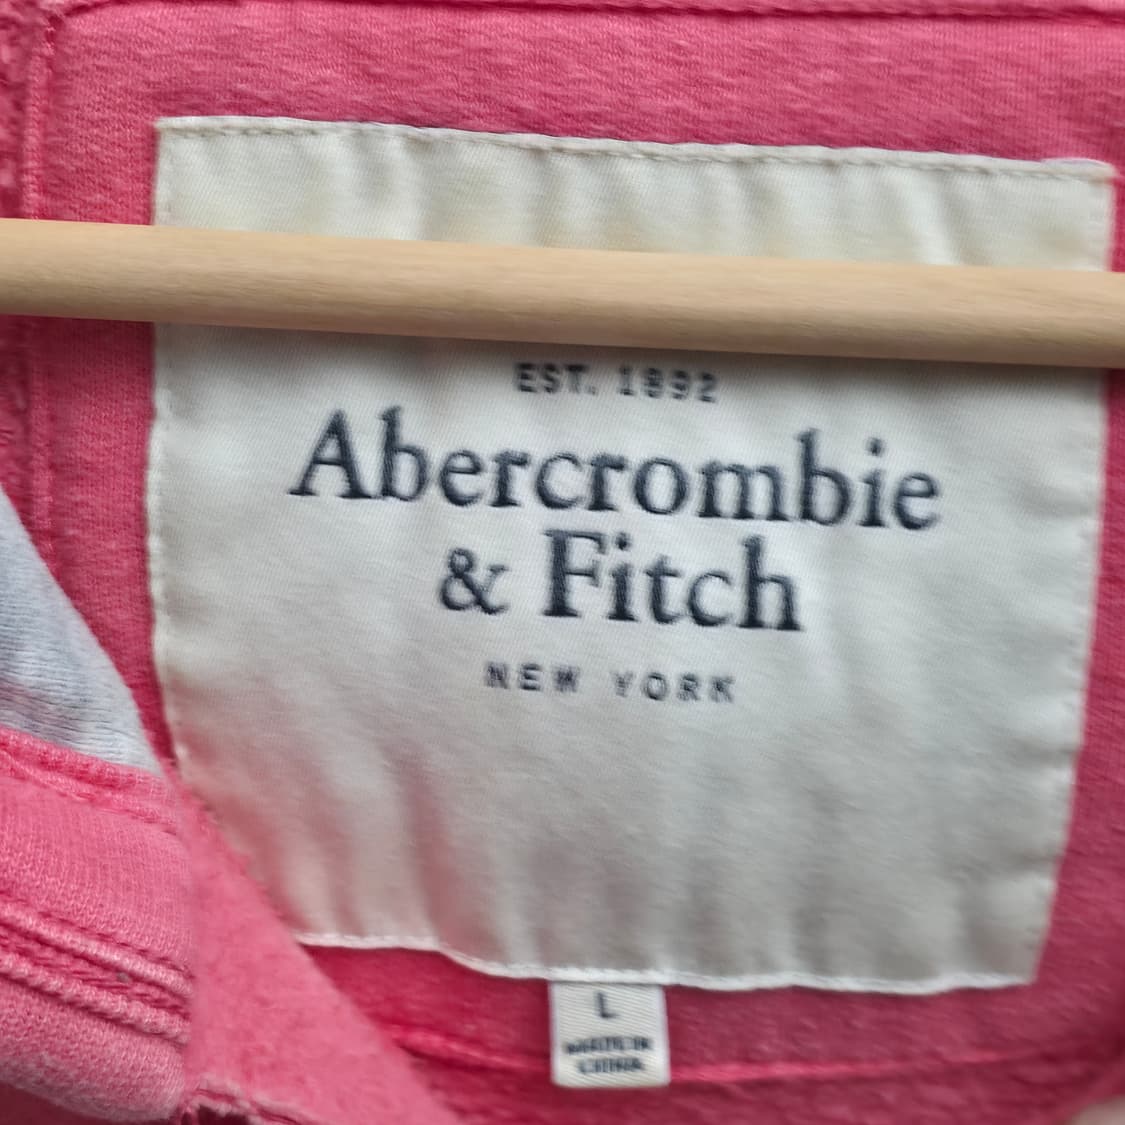 EST. 1892
Abercrombie
& Fitch
NEW YORK
L
MADE IN
CHINA